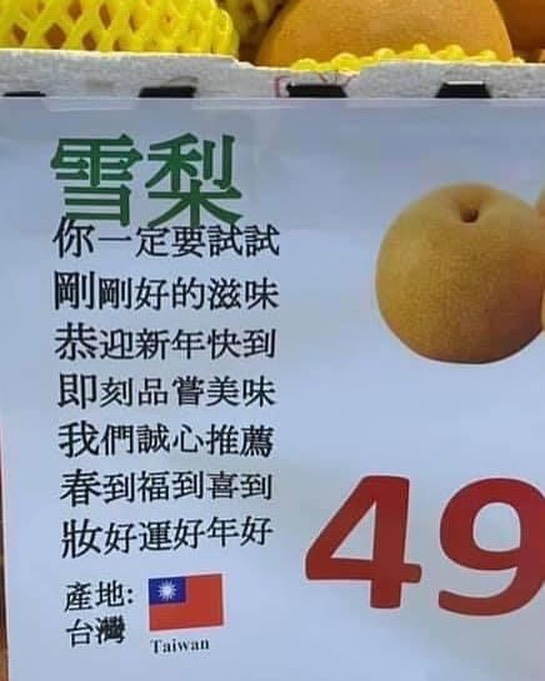 雪梨
你一定要試試
剛剛好的滋味
恭迎新年快到
即刻品嘗美味
我們誠心推薦
春到福到喜到
妝好運好年好
產地:
台灣
Taiwan
49